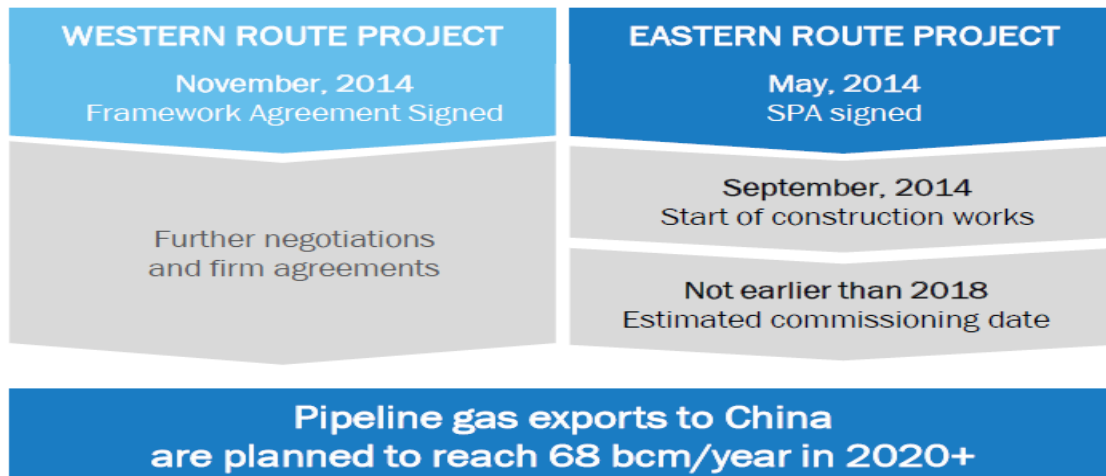 WESTERN ROUTE PROJECT
November, 2014
Framework Agreement Signed
Further negotiations
and firm agreements
EASTERN ROUTE PROJECT
May, 2014
SPA signed
September, 2014
Start of construction works
Not earlier than 2018
Estimated commissioning date
Pipeline gas exports to China
are planned to reach 68 bcm/year in 2020+